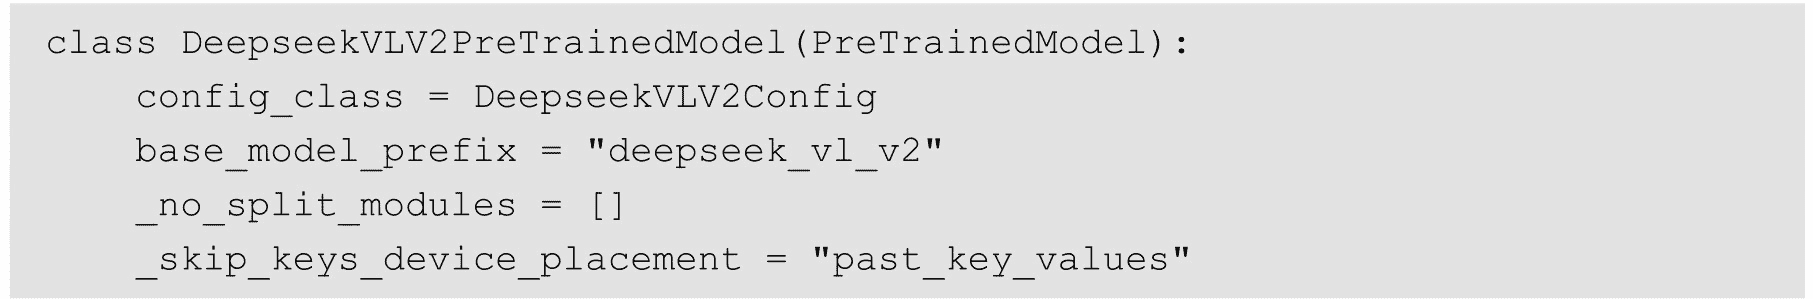 class DeepseekVLV2PreTrainedModel(PreTrainedModel):
    config_class = DeepseekVLV2Config
    base_model_prefix = "deepseek_vl_v2"
    _no_split_modules = []
    _skip_keys_device_placement = "past_key_values"